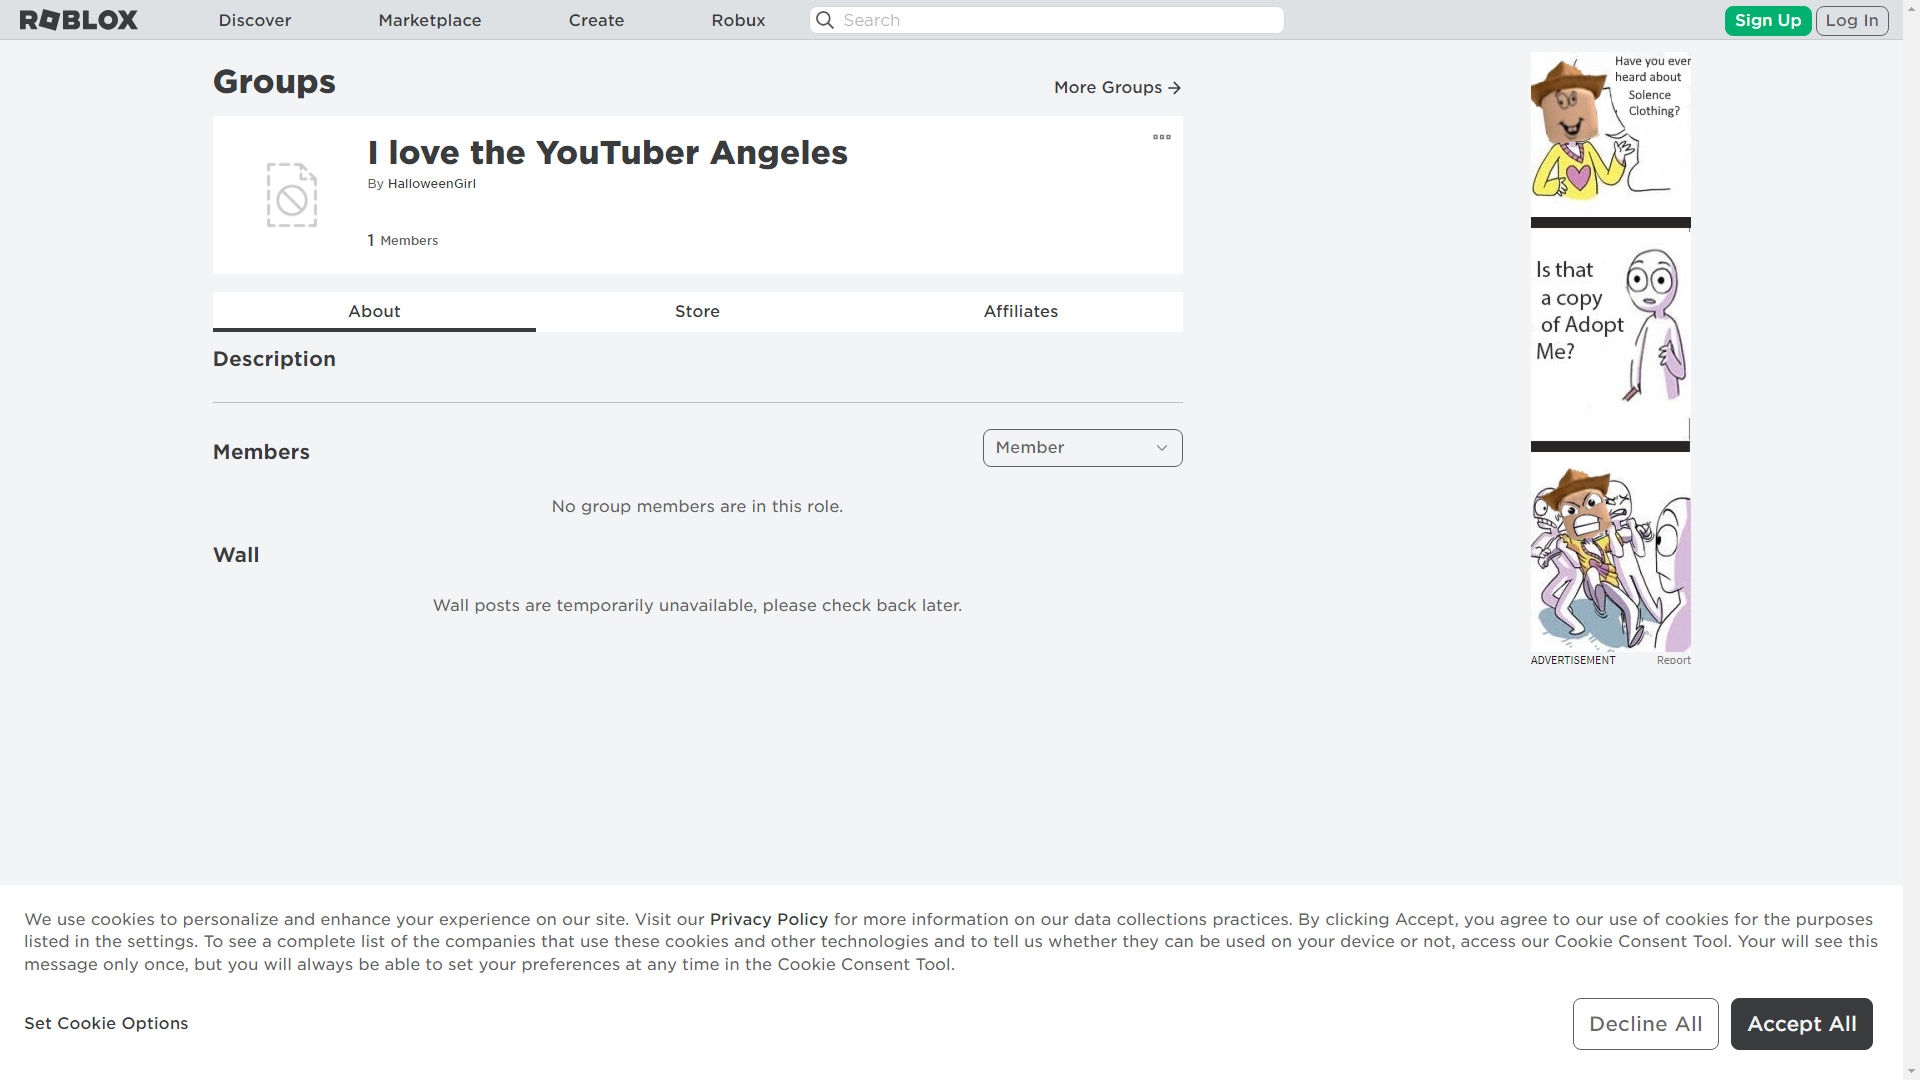 ROBLOX
Discover
Marketplace
Create
Robux
Search
Sign Up
Log In
Groups
More Groups
I love the YouTuber Angeles
By HalloweenGirl
1 Members
About
Store
Affiliates
Description
Members
Member
No group members are in this role.
Wall
Wall posts are temporarily unavailable, please check back later.
Have you ever
heard about
Solence
Clothing?
Is that
a copy
of Adopt
Me?
ADVERTISEMENT
Report
We use cookies to personalize and enhance your experience on our site. Visit our Privacy Policy for more information on our data collections practices. By clicking Accept, you agree to our use of cookies for the purposes
listed in the settings. To see a complete list of the companies that use these cookies and other technologies and to tell us whether they can be used on your device or not, access our Cookie Consent Tool. Your will see this
message only once, but you will always be able to set your preferences at any time in the Cookie Consent Tool.
Set Cookie Options
Decline All
Accept All